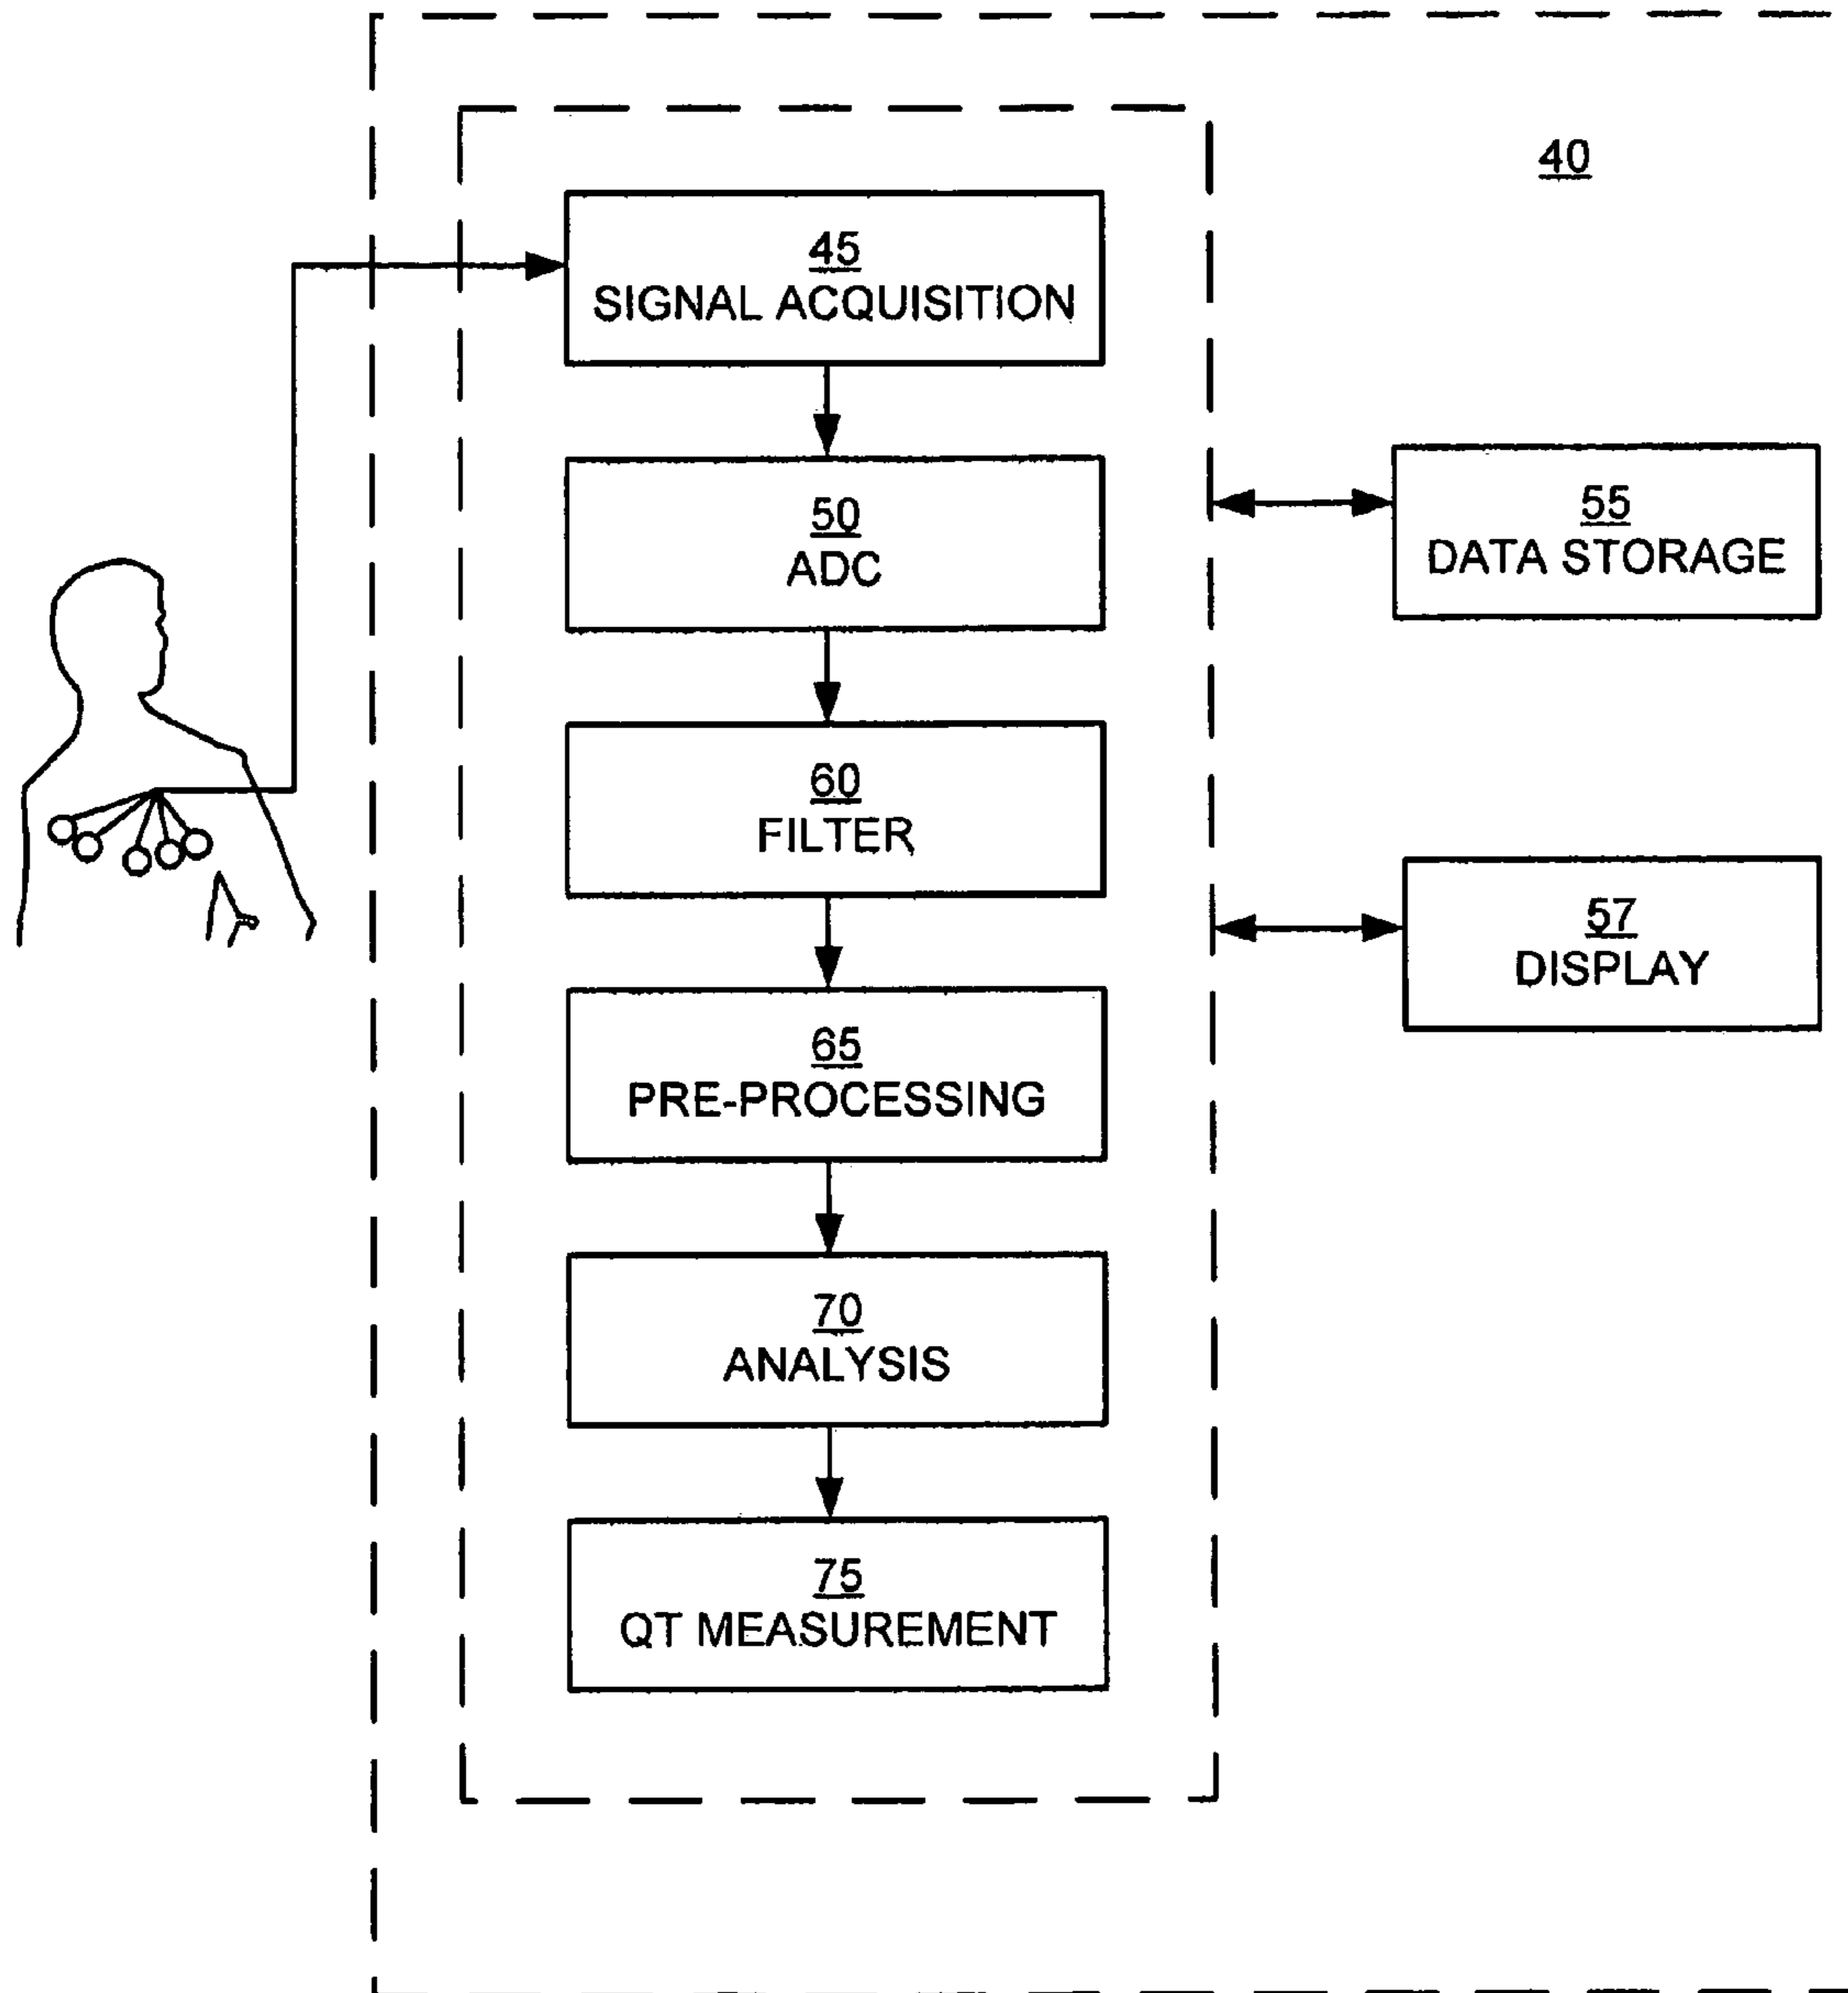 40
45
SIGNAL ACQUISITION
50
ADC
55
DATA STORAGE
60
FILTER
57
DISPLAY
65
PRE-PROCESSING
70
ANALYSIS
75
QT MEASUREMENT